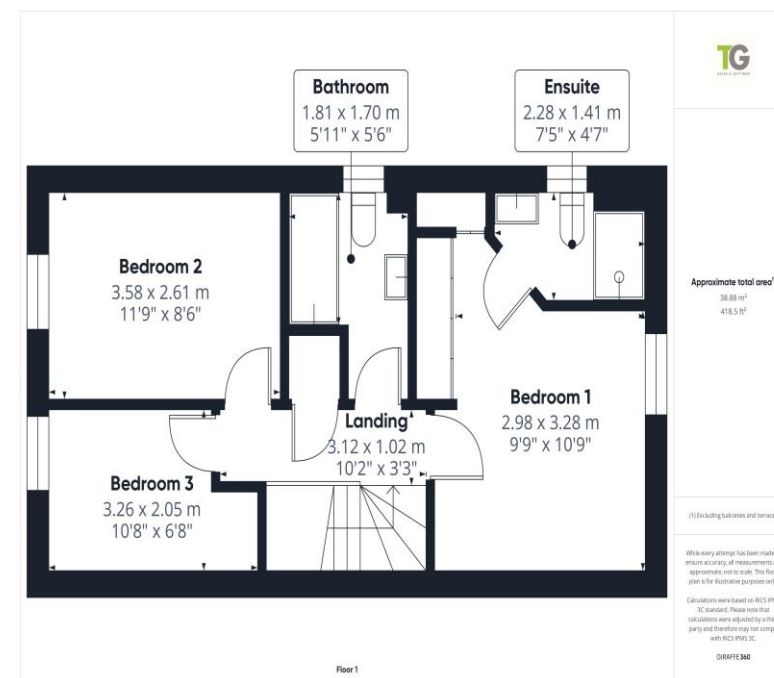 Bathroom
1.81 x 1.70 m
5'11" x 5'6"
Ensuite
2.28 x 1.41 m
7'5" x 4'7"
TG
SALES & LETTINGS
Bedroom 2
3.58 x 2.61 m
11'9" x 8'6"
Approximate total area
38.88 m²
418.5 ft²
Bedroom 1
2.98 x 3.28 m
9'9" x 10'9"
Landing
3.12 x 1.02 m
10'2" x 3'3"
Bedroom 3
3.26 x 2.05 m
10'8" x 6'8"
(1) Excluding balconies and terrace
While every attempt has been made
ensure accuracy, all measurements
approximate, not to scale. This
plan is for illustrative purposes
Calculations were based on RICS
3C standard. Please note that
calculations were adjusted by a
party and therefore may not
with RICS IPMS 3C.
GIRAFFE360
Floor 1